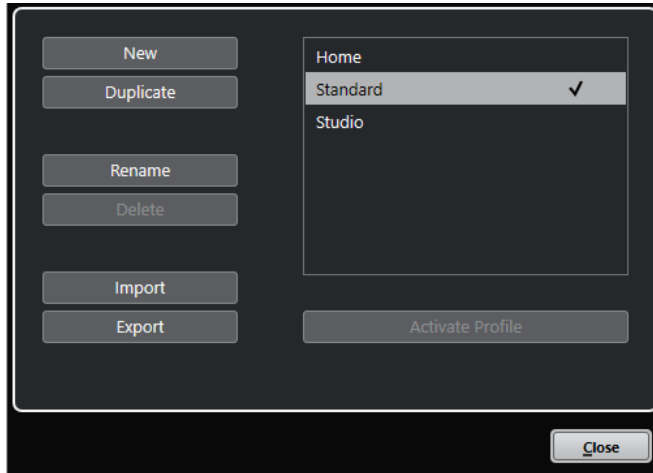 New
Duplicate
Rename
Delete
Import
Export
Home
Standard
Studio
Activate Profile
Close